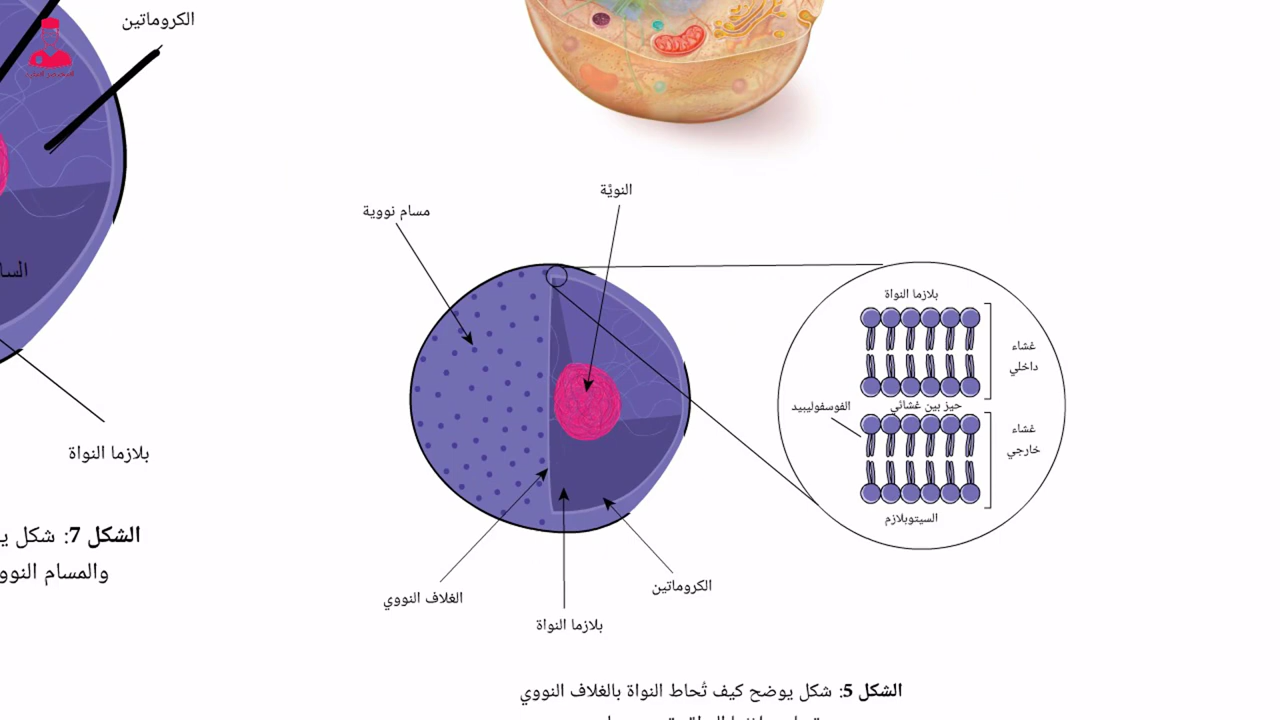 الكروماتين
النويّة
مسام نووية
بلازما النواة
غشاء
داخلي
حيز بين غشائي
الفوسفوليبيد
غشاء
خارجي
السيتوبلازم
بلازما النواة
الكروماتين
الغلاف النووي
بلازما النواة
الشكل 7: شكل
والمسام
الشكل 5: شكل يوضح كيف تُحاط النواة بالغلاف النووي